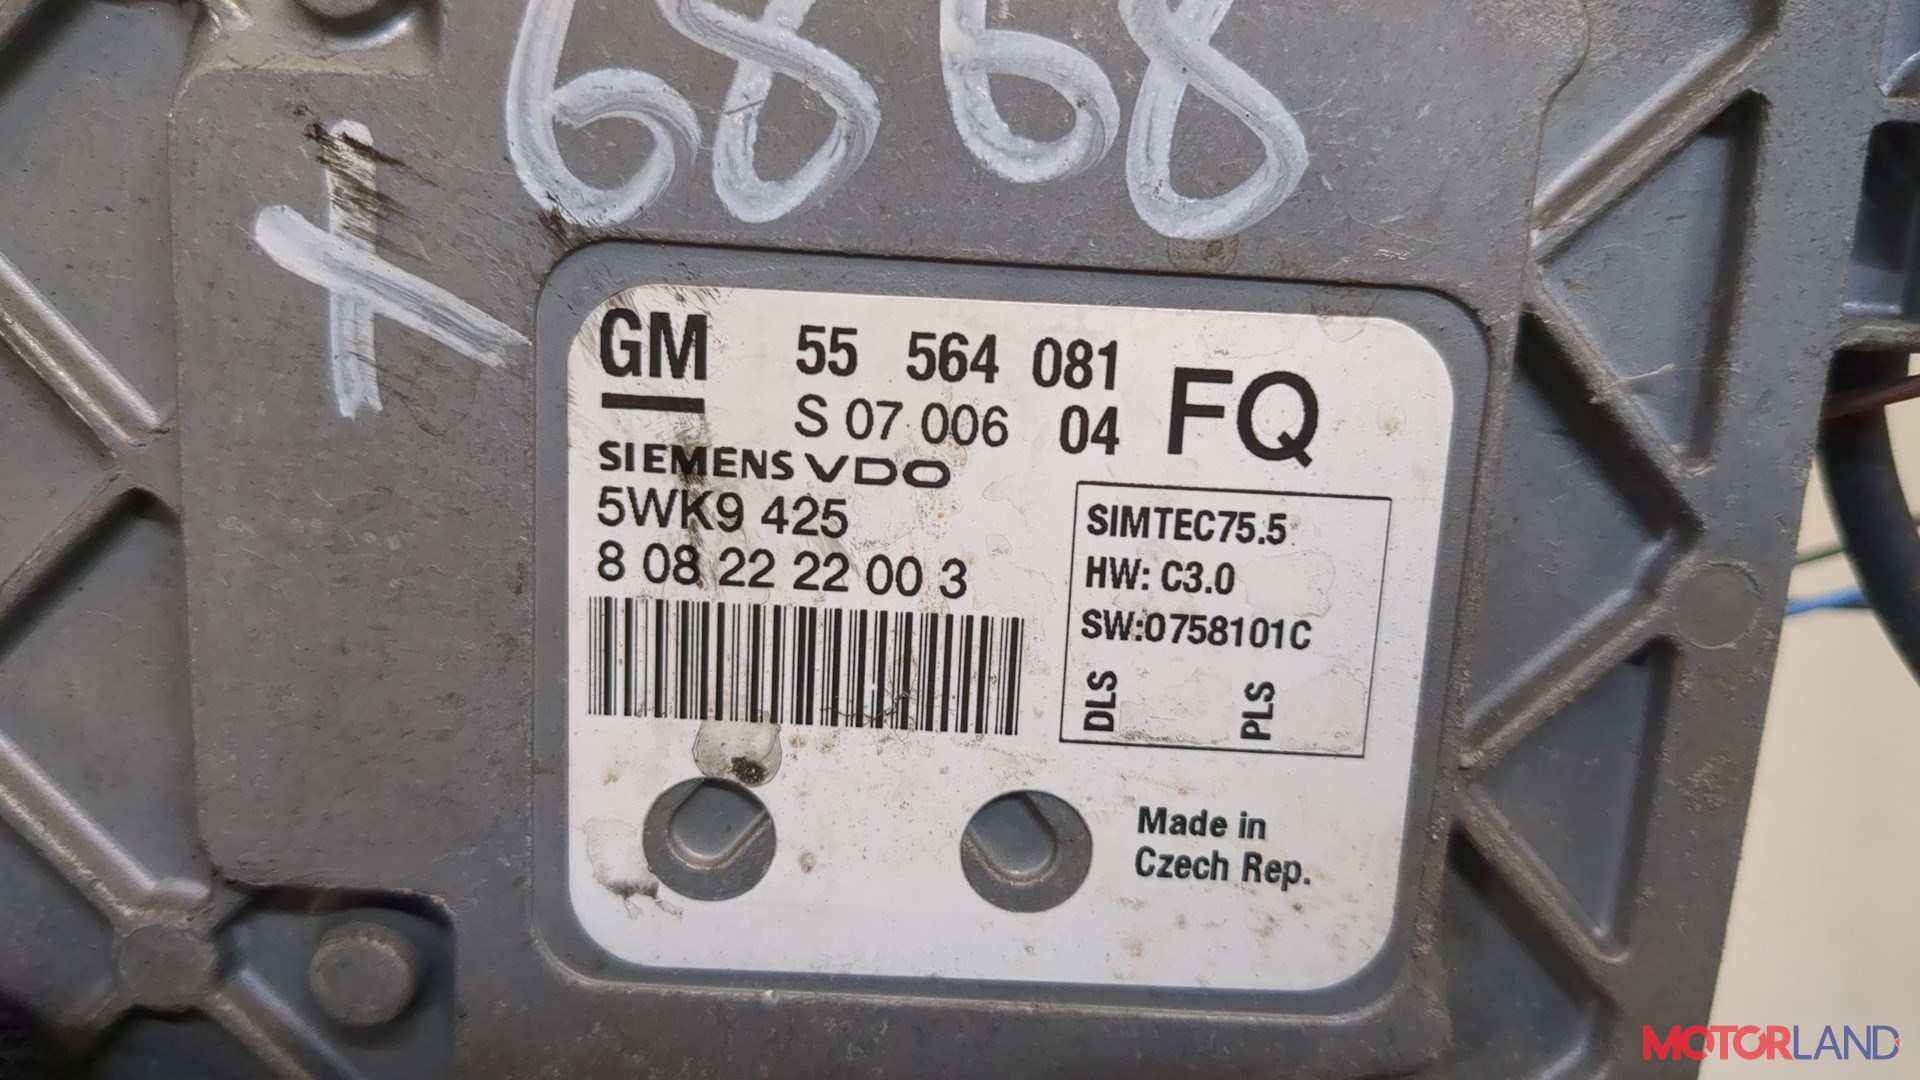 6868
+
GM 55 564 081
S 07 006 04 FQ
SIEMENS VDO
5WK9 425
8 08 22 22 00 3
SIMTEC75.5
HW: C3.0
SW:0758101C
DLS PLS
Made in
Czech Rep.
MOTORLAND